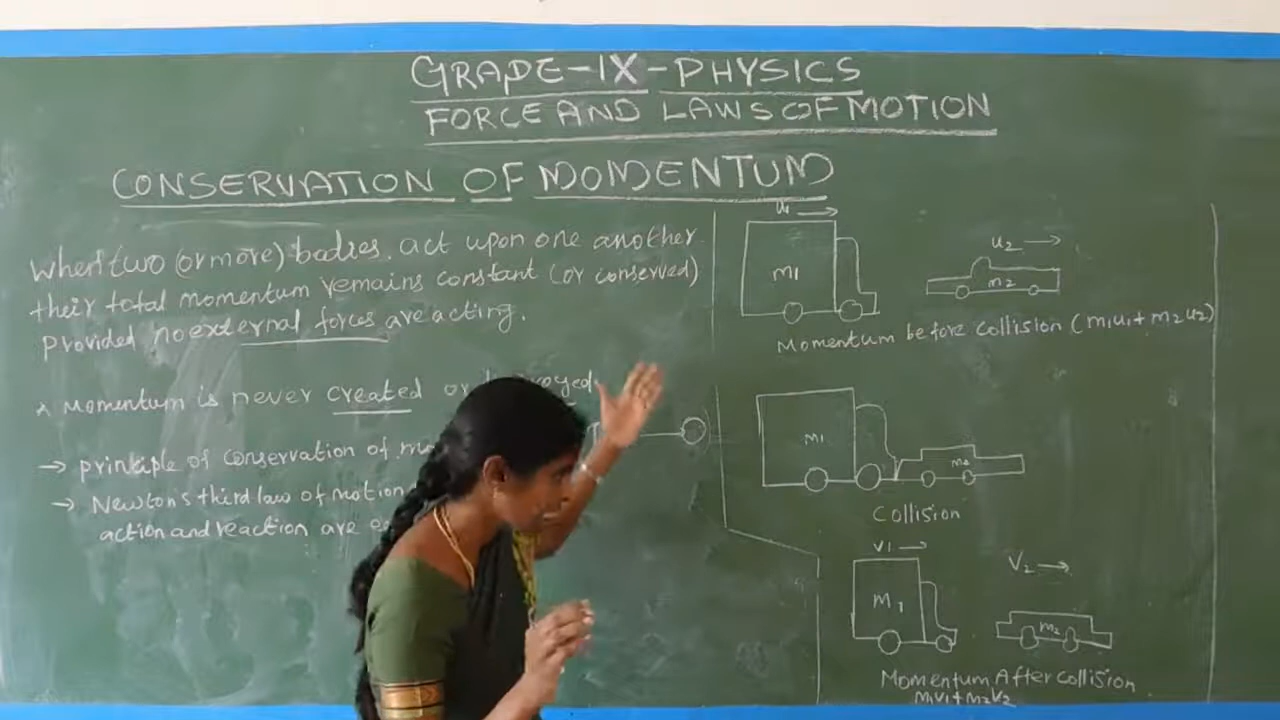 GRADE-IX-PHYSICS
FORCE AND LAWS OF MOTION
CONSERVATION OF MOMENTUM
When two (or more) bodies act upon one another
their total momentum remains constant (or conserved)
Provided no external forces are acting.
Momentum is never created or
→ principle of conservation of
→ Newton's third law of motion
action and reaction are
u1 →
m1
u2 →
m2
Momentum before collision (m1u1 + m2u2)
m1
m2
Collision
v1 →
m1
V2 →
m2
Momentum After collision
m1v1+m2v2